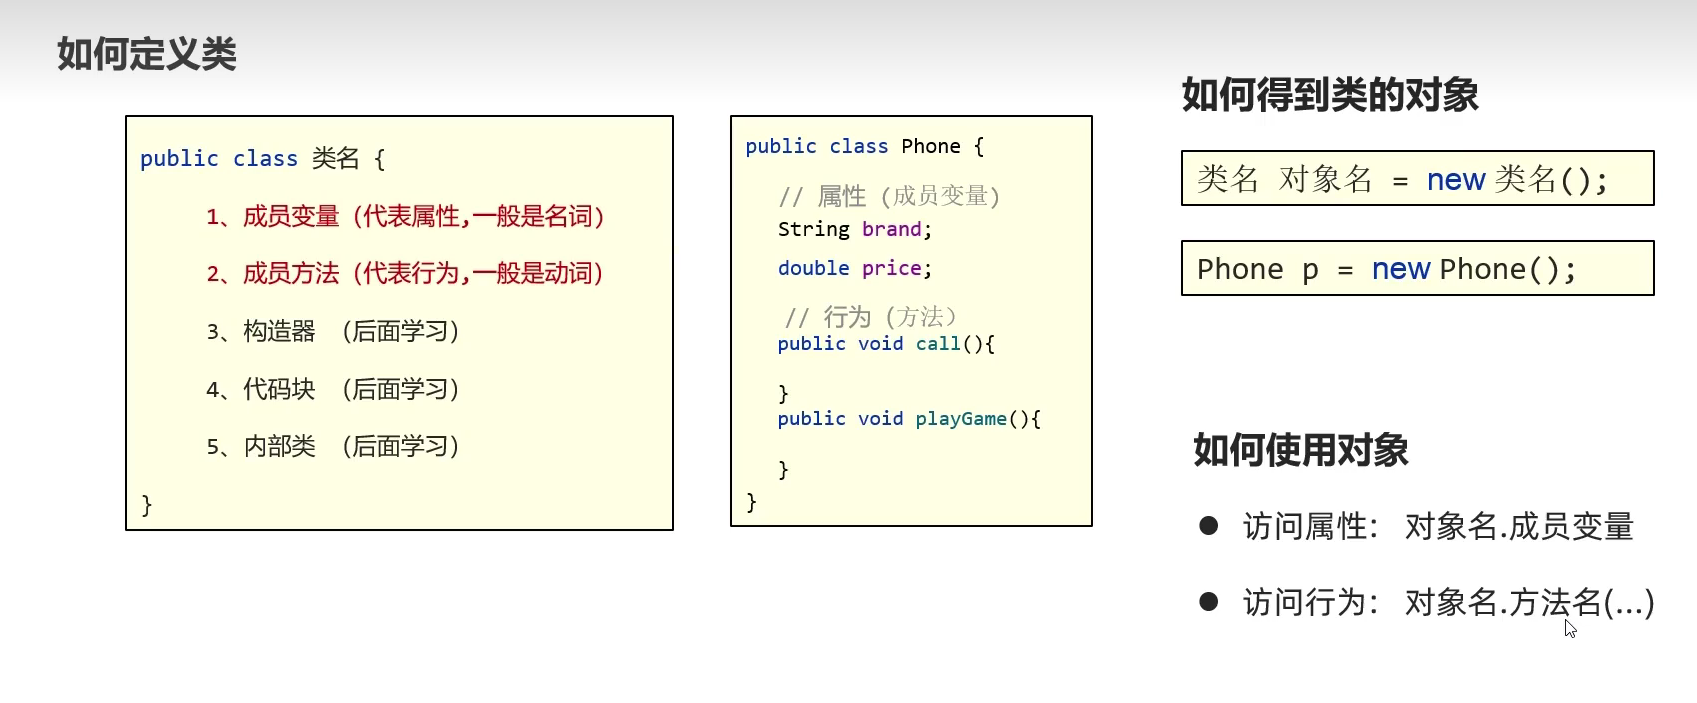 如何定义类
public class 类名 {
1、成员变量（代表属性,一般是名词）
2、成员方法（代表行为,一般是动词）
3、构造器 （后面学习）
4、代码块 （后面学习）
5、内部类 （后面学习）
}
public class Phone {
// 属性（成员变量）
String brand;
double price;
// 行为（方法）
public void call(){
}
public void playGame(){
}
}
如何得到类的对象
类名 对象名 = new 类名();
Phone p = new Phone();
如何使用对象
● 访问属性： 对象名.成员变量
● 访问行为： 对象名.方法名(...)